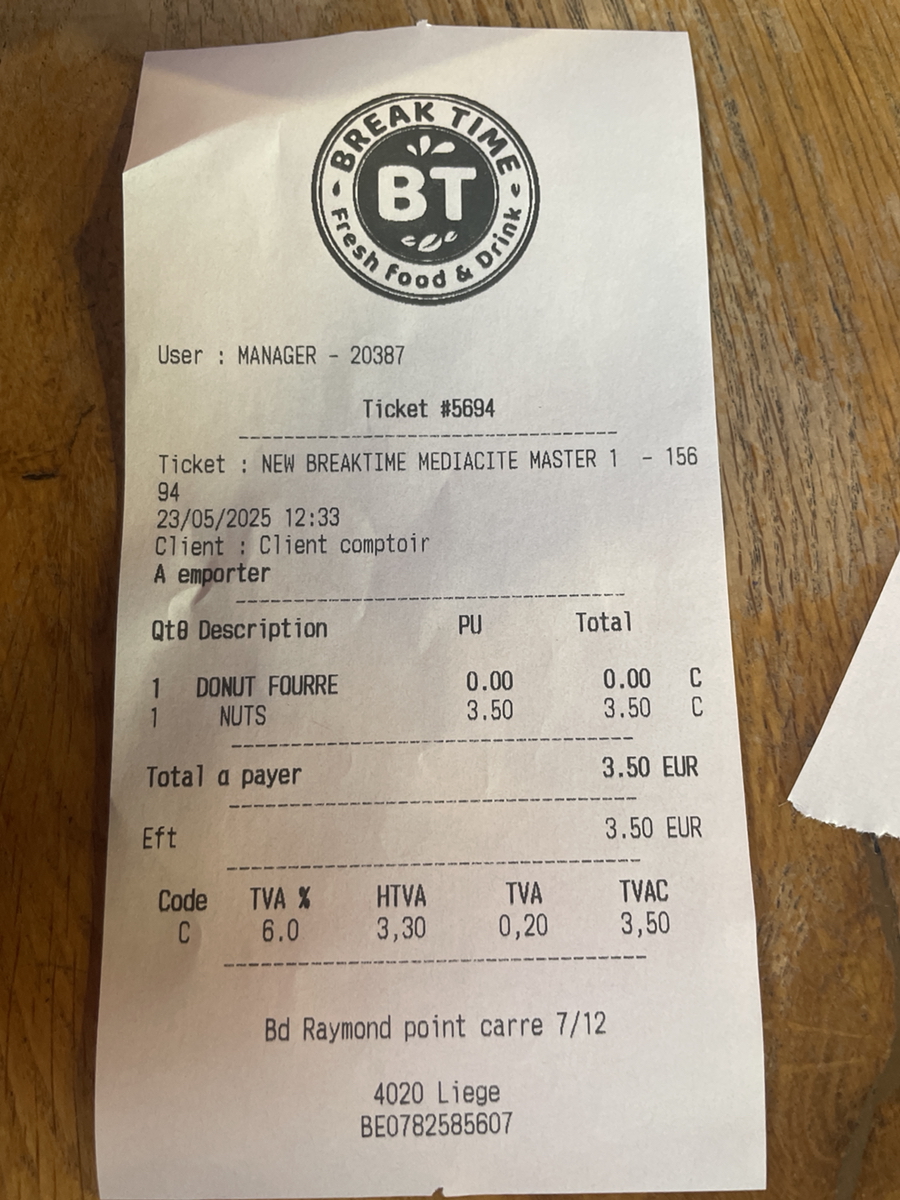 BREAK TIME
BT
Fresh food & Drink
User : MANAGER - 20387
Ticket #5694
Ticket : NEW BREAKTIME MEDIACITE MASTER 1 - 156
94
23/05/2025 12:33
Client : Client comptoir
A emporter
Qtθ Description PU Total
1 DONUT FOURRE 0.00 0.00 C
1 NUTS 3.50 3.50 C
Total a payer 3.50 EUR
Eft 3.50 EUR
Code TVA % HTVA TVA TVAC
C 6.0 3,30 0,20 3,50
Bd Raymond point carre 7/12
4020 Liege
BE0782585607